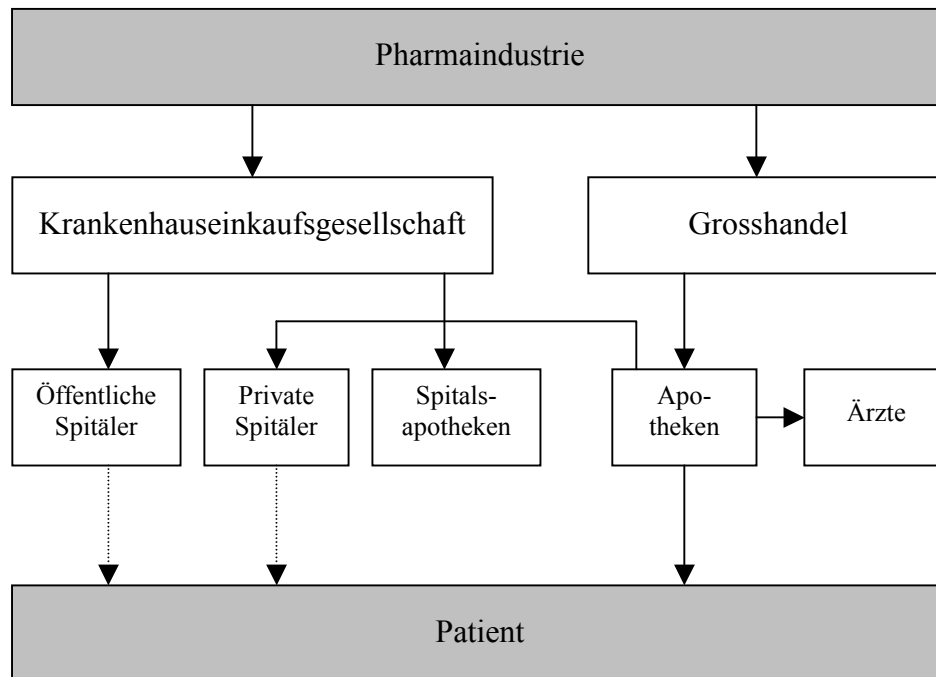 Pharmaindustrie
Krankenhauseinkaufsgesellschaft
Grosshandel
Öffentliche
Spitäler
Private
Spitäler
Spitals-
apotheken
Apo-
theken
Ärzte
Patient